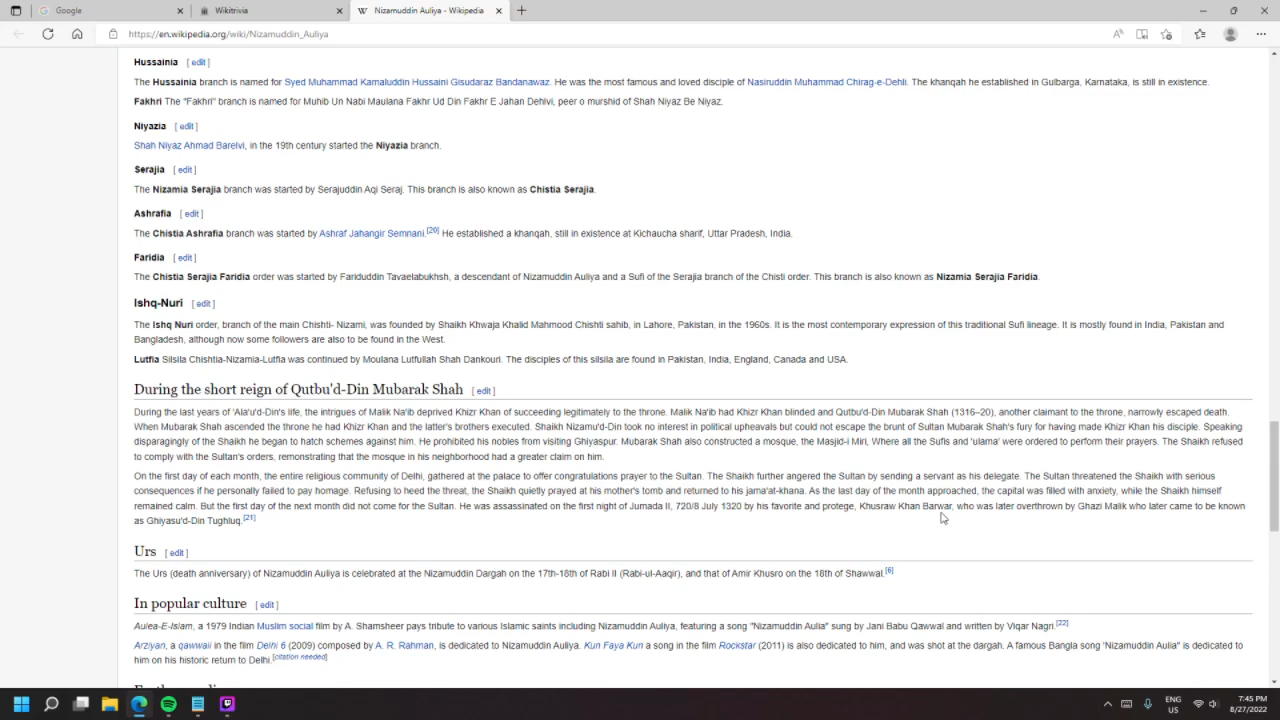 Google
Wikitrivia
Nizamuddin Auliya - Wikipedia
https://en.wikipedia.org/wiki/Nizamuddin_Auliya
Hussainia [ edit ]
The Hussainia branch is named for Syed Muhammad Kamaluddin Hussaini Gisudaraz Bandanawaz. He was the most famous and loved disciple of Nasiruddin Muhammad Chirag-e-Dehli. The khanqah he established in Gulbarga, Karnataka, is still in existence.
Fakhri The "Fakhri" branch is named for Muhib Un Nabi Maulana Fakhr Ud Din Fakhr E Jahan Dehlvi, peer o murshid of Shah Niyaz Be Niyaz.
Niyazia [ edit ]
Shah Niyaz Ahmad Barelvi, in the 19th century started the Niyazia branch.
Serajia [ edit ]
The Nizamia Serajia branch was started by Serajuddin Aqi Seraj. This branch is also known as Chistia Serajia.
Ashrafia [ edit ]
The Chistia Ashrafia branch was started by Ashraf Jahangir Semnani.[20] He established a khanqah, still in existence at Kichaucha sharif, Uttar Pradesh, India.
Faridia [ edit ]
The Chistia Serajia Faridia order was started by Fariduddin Tavaelabukhsh, a descendant of Nizamuddin Auliya and a Sufi of the Serajia branch of the Chisti order. This branch is also known as Nizamia Serajia Faridia.
Ishq-Nuri [ edit ]
The Ishq Nuri order, branch of the main Chishti- Nizami, was founded by Shaikh Khwaja Khalid Mahmood Chishti sahib, in Lahore, Pakistan, in the 1960s. It is the most contemporary expression of this traditional Sufi lineage. It is mostly found in India, Pakistan and
Bangladesh, although now some followers are also to be found in the West.
Lutfia Silsila Chishtia-Nizamia-Lutfia was continued by Moulana Lutfullah Shah Dankouri. The disciples of this silsila are found in Pakistan, India, England, Canada and USA.
During the short reign of Qutbu'd-Din Mubarak Shah [ edit ]
During the last years of 'Ala'u'd-Din's life, the intrigues of Malik Na'ib deprived Khizr Khan of succeeding legitimately to the throne. Malik Na'ib had Khizr Khan blinded and Qutbu'd-Din Mubarak Shah (1316–20), another claimant to the throne, narrowly escaped death.
When Mubarak Shah ascended the throne he had Khizr Khan and the latter's brothers executed. Shaikh Nizamu'd-Din took no interest in political upheavals but could not escape the brunt of Sultan Mubarak Shah's fury for having made Khizr Khan his disciple. Speaking
disparagingly of the Shaikh he began to hatch schemes against him. He prohibited his nobles from visiting Ghiyaspur. Mubarak Shah also constructed a mosque, the Masjid-i Miri, Where all the Sufis and 'ulama' were ordered to perform their prayers. The Shaikh refused
to comply with the Sultan's orders, remonstrating that the mosque in his neighborhood had a greater claim on him.
On the first day of each month, the entire religious community of Delhi, gathered at the palace to offer congratulations prayer to the Sultan. The Shaikh further angered the Sultan by sending a servant as his delegate. The Sultan threatened the Shaikh with serious
consequences if he personally failed to pay homage. Refusing to heed the threat, the Shaikh quietly prayed at his mother's tomb and returned to his jama'at-khana. As the last day of the month approached, the capital was filled with anxiety, while the Shaikh himself
remained calm. But the first day of the next month did not come for the Sultan. He was assassinated on the first night of Jumada II, 720/8 July 1320 by his favorite and protege, Khusraw Khan Barwar, who was later overthrown by Ghazi Malik who later came to be known
as Ghiyasu'd-Din Tughluq.[21]
Urs [ edit ]
The Urs (death anniversary) of Nizamuddin Auliya is celebrated at the Nizamuddin Dargah on the 17th-18th of Rabi II (Rabi-ul-Aaqir), and that of Amir Khusro on the 18th of Shawwal.[6]
In popular culture [ edit ]
Aulea-E-Islam, a 1979 Indian Muslim social film by A. Shamsheer pays tribute to various Islamic saints including Nizamuddin Auliya, featuring a song "Nizamuddin Aulia" sung by Jani Babu Qawwal and written by Viqar Nagri.[22]
Arziyan, a qawwali in the film Delhi 6 (2009) composed by A. R. Rahman, is dedicated to Nizamuddin Auliya. Kun Faya Kun a song in the film Rockstar (2011) is also dedicated to him, and was shot at the dargah. A famous Bangla song 'Nizamuddin Aulia" is dedicated to
him on his historic return to Delhi.[citation needed]
ENG
US
7:45 PM
8/27/2022